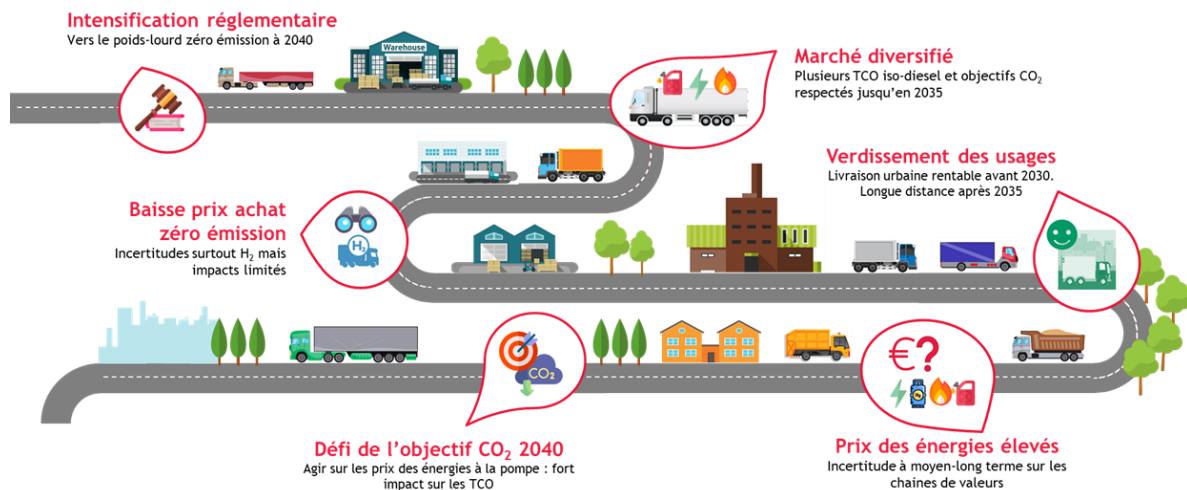 Intensification réglementaire
Vers le poids-lourd zéro émission à 2040
Warehouse
Marché diversifié
Plusieurs TCO iso-diesel et objectifs CO₂
respectés jusqu'en 2035
Verdissement des usages
Livraison urbaine rentable avant 2030.
Longue distance après 2035
Baisse prix achat
zéro émission
Incertitudes surtout H₂ mais
impacts limités
H₂
CO₂
€?
Défi de l'objectif CO₂ 2040
Agir sur les prix des énergies à la pompe : fort
impact sur les TCO
Prix des énergies élevés
Incertitude à moyen-long terme sur les
chaines de valeurs